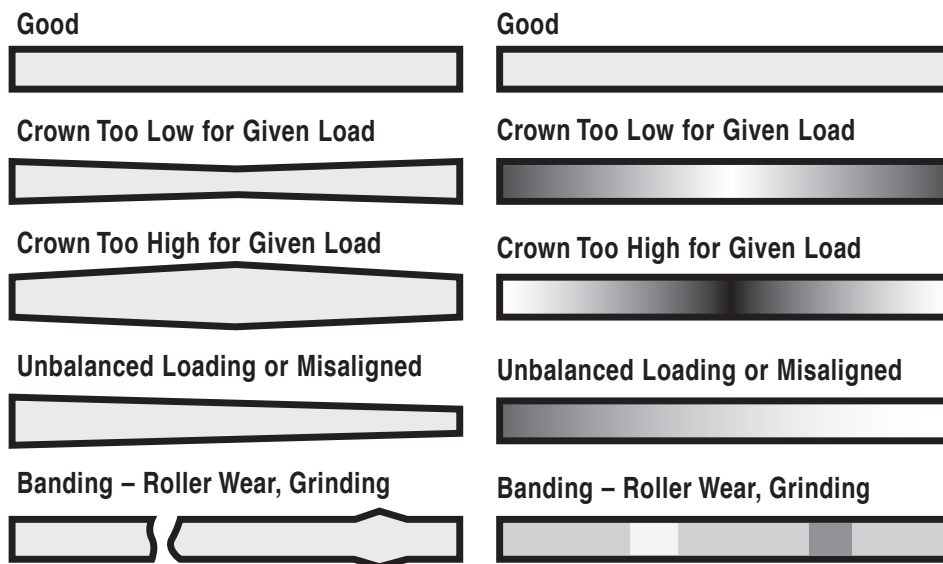 Good
Good
Crown Too Low for Given Load
Crown Too Low for Given Load
Crown Too High for Given Load
Crown Too High for Given Load
Unbalanced Loading or Misaligned
Unbalanced Loading or Misaligned
Banding – Roller Wear, Grinding
Banding – Roller Wear, Grinding